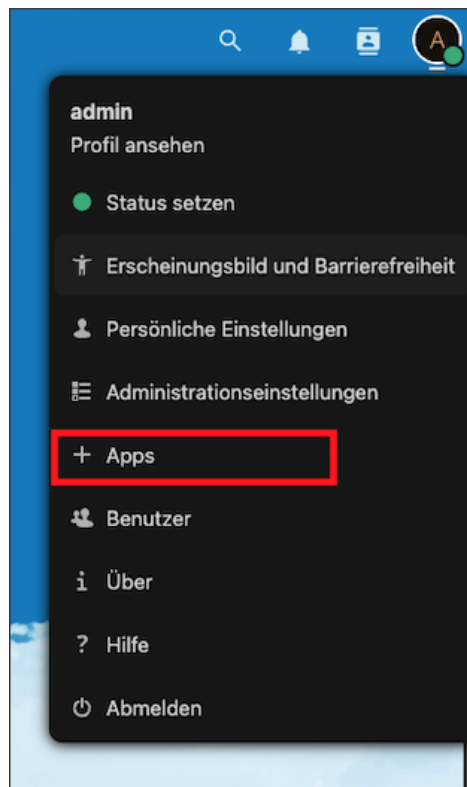 A
admin
Profil ansehen
Status setzen
Erscheinungsbild und Barrierefreiheit
Persönliche Einstellungen
Administrationseinstellungen
+ Apps
Benutzer
i Über
? Hilfe
Abmelden